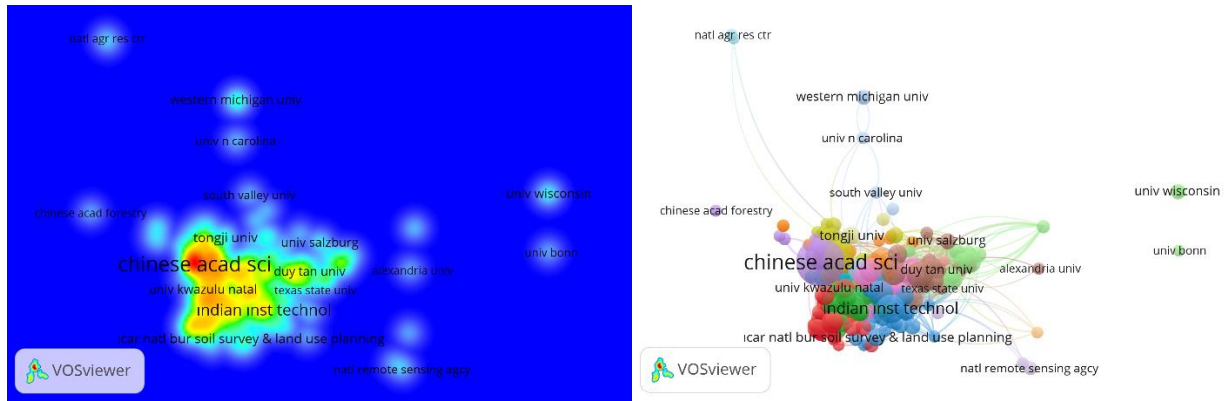 natl agr res ctr
western michigan univ
univ n carolina
south valley univ
univ wisconsin
chinese acad forestry
tongji univ
univ salzburg
univ bonn
chinese acad sci
duy tan univ
alexandria univ
univ kwazulu natal
texas state univ
indian inst technol
icar natl bur soil survey & land use planning
natl remote sensing agcy
VOSviewer
natl agr res ctr
western michigan univ
univ n carolina
south valley univ
univ wisconsin
chinese acad forestry
tongji univ
univ salzburg
univ bonn
chinese acad sci
duy tan univ
alexandria univ
univ kwazulu natal
texas state univ
indian inst technol
icar natl bur soil survey & land use planning
natl remote sensing agcy
VOSviewer